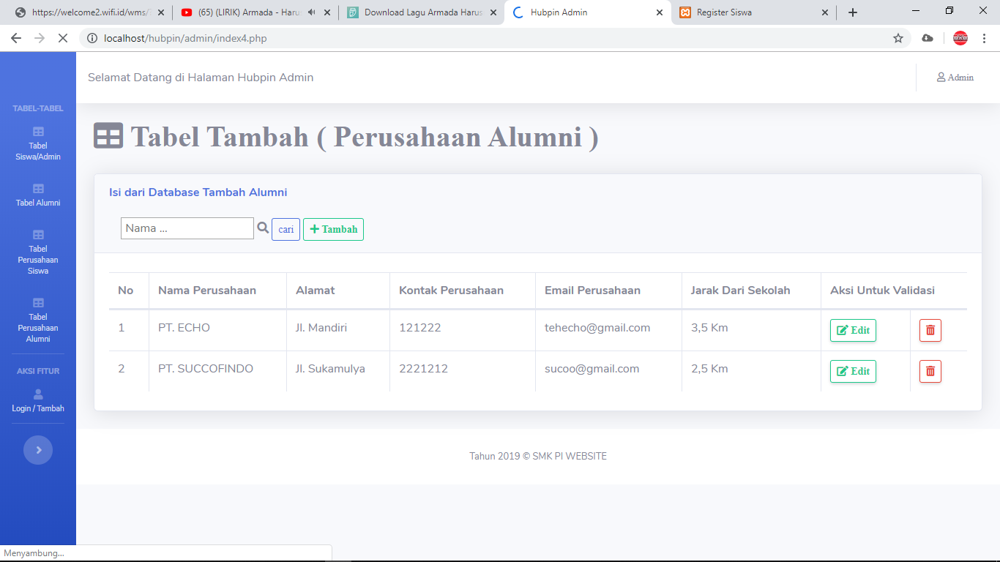 https://welcome2.wifi.id/wms/
(65) (LIRIK) Armada - Haru
Download Lagu Armada Harus
Hubpin Admin
Register Siswa
localhost/hubpin/admin/index4.php
Selamat Datang di Halaman Hubpin Admin
Admin
TABEL-TABEL
Tabel
Siswa/Admin
Tabel Alumni
Tabel
Perusahaan
Siswa
Tabel
Perusahaan
Alumni
AKSI FITUR
Login / Tambah
Tabel Tambah ( Perusahaan Alumni )
Isi dari Database Tambah Alumni
Nama ... cari Tambah
No Nama Perusahaan Alamat Kontak Perusahaan Email Perusahaan Jarak Dari Sekolah Aksi Untuk Validasi
1 PT. ECHO Jl. Mandiri 121222 tehecho@gmail.com 3,5 Km Edit
2 PT. SUCCOFINDO Jl. Sukamulya 2221212 sucoo@gmail.com 2,5 Km Edit
Tahun 2019 © SMK PI WEBSITE
Menyambung...